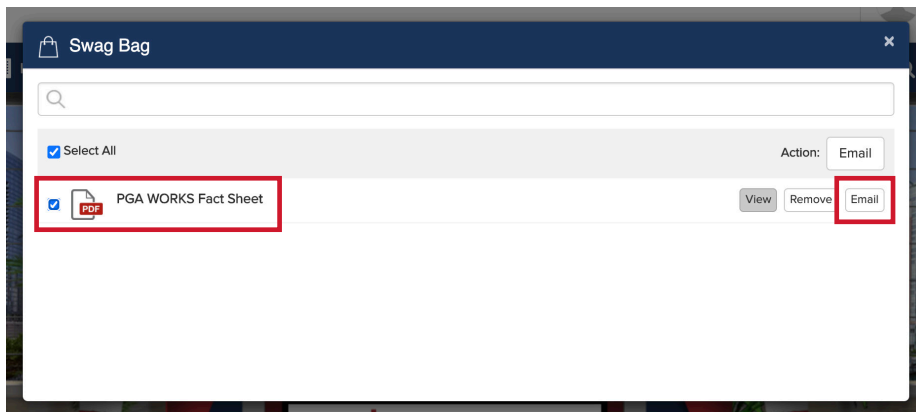 Swag Bag
×
Select All
Action: Email
PDF PGA WORKS Fact Sheet View Remove Email